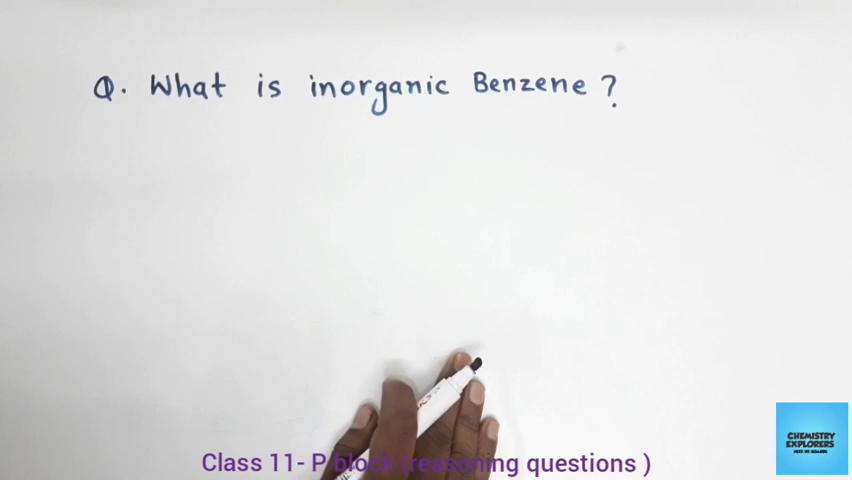 Q. What is inorganic Benzene?
Class 11- P block (reasoning questions )
CHEMISTRY
EXPLORERS